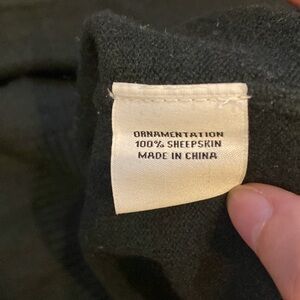 ORNAMENTATION
100% SHEEPSKIN
MADE IN CHINA